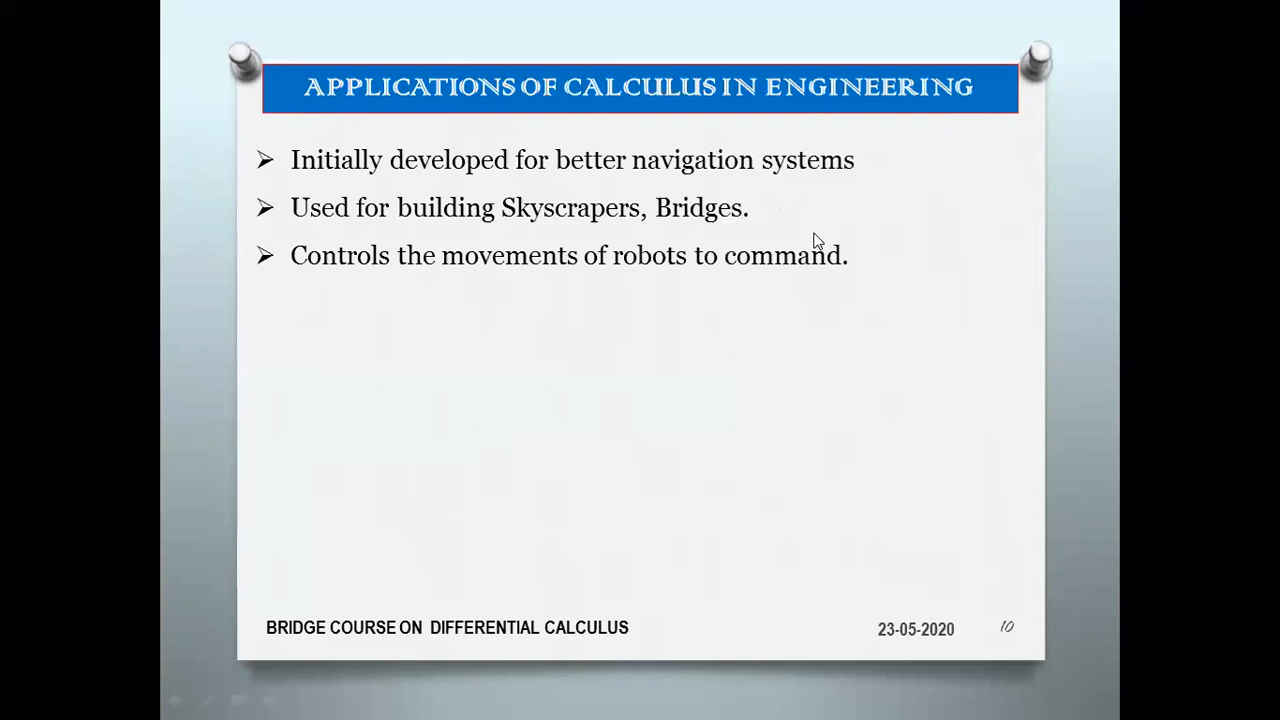 APPLICATIONS OF CALCULUS IN ENGINEERING
➢ Initially developed for better navigation systems
➢ Used for building Skyscrapers, Bridges.
➢ Controls the movements of robots to command.
BRIDGE COURSE ON DIFFERENTIAL CALCULUS
23-05-2020
10